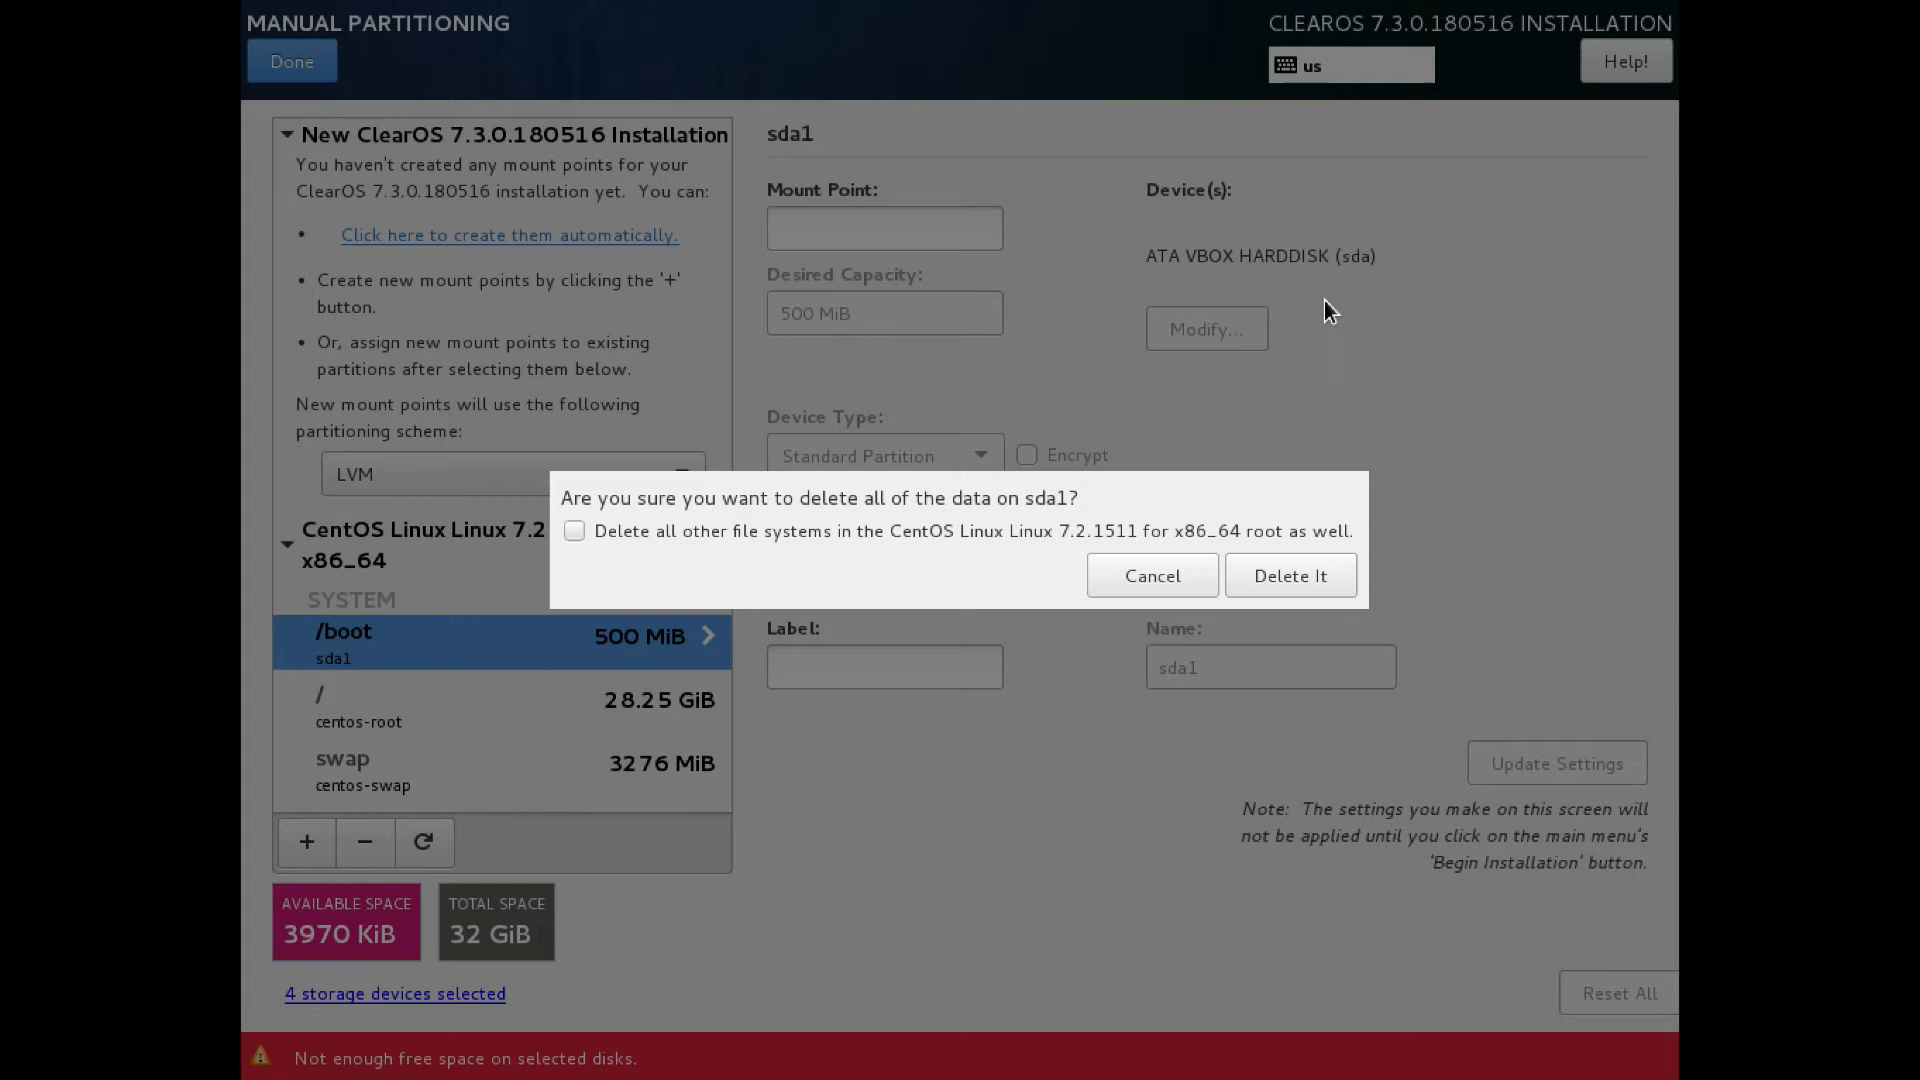 MANUAL PARTITIONING
CLEAROS 7.3.0.180516 INSTALLATION
Done
us
Help!
New ClearOS 7.3.0.180516 Installation
You haven't created any mount points for your
ClearOS 7.3.0.180516 installation yet. You can:
• Click here to create them automatically.
• Create new mount points by clicking the '+'
button.
• Or, assign new mount points to existing
partitions after selecting them below.
New mount points will use the following
partitioning scheme:
LVM
CentOS Linux Linux 7.2
x86_64
SYSTEM
/boot
500 MiB
sda1
/
28.25 GiB
centos-root
swap
3276 MiB
centos-swap
+ −
AVAILABLE SPACE
3970 KiB
TOTAL SPACE
32 GiB
4 storage devices selected
sda1
Mount Point:
Device(s):
ATA VBOX HARDDISK (sda)
Desired Capacity:
500 MiB
Modify...
Device Type:
Standard Partition
Encrypt
Are you sure you want to delete all of the data on sda1?
Delete all other file systems in the CentOS Linux Linux 7.2.1511 for x86_64 root as well.
Cancel
Delete It
Label:
Name:
sda1
Update Settings
Note: The settings you make on this screen will
not be applied until you click on the main menu's
'Begin Installation' button.
Reset All
Not enough free space on selected disks.